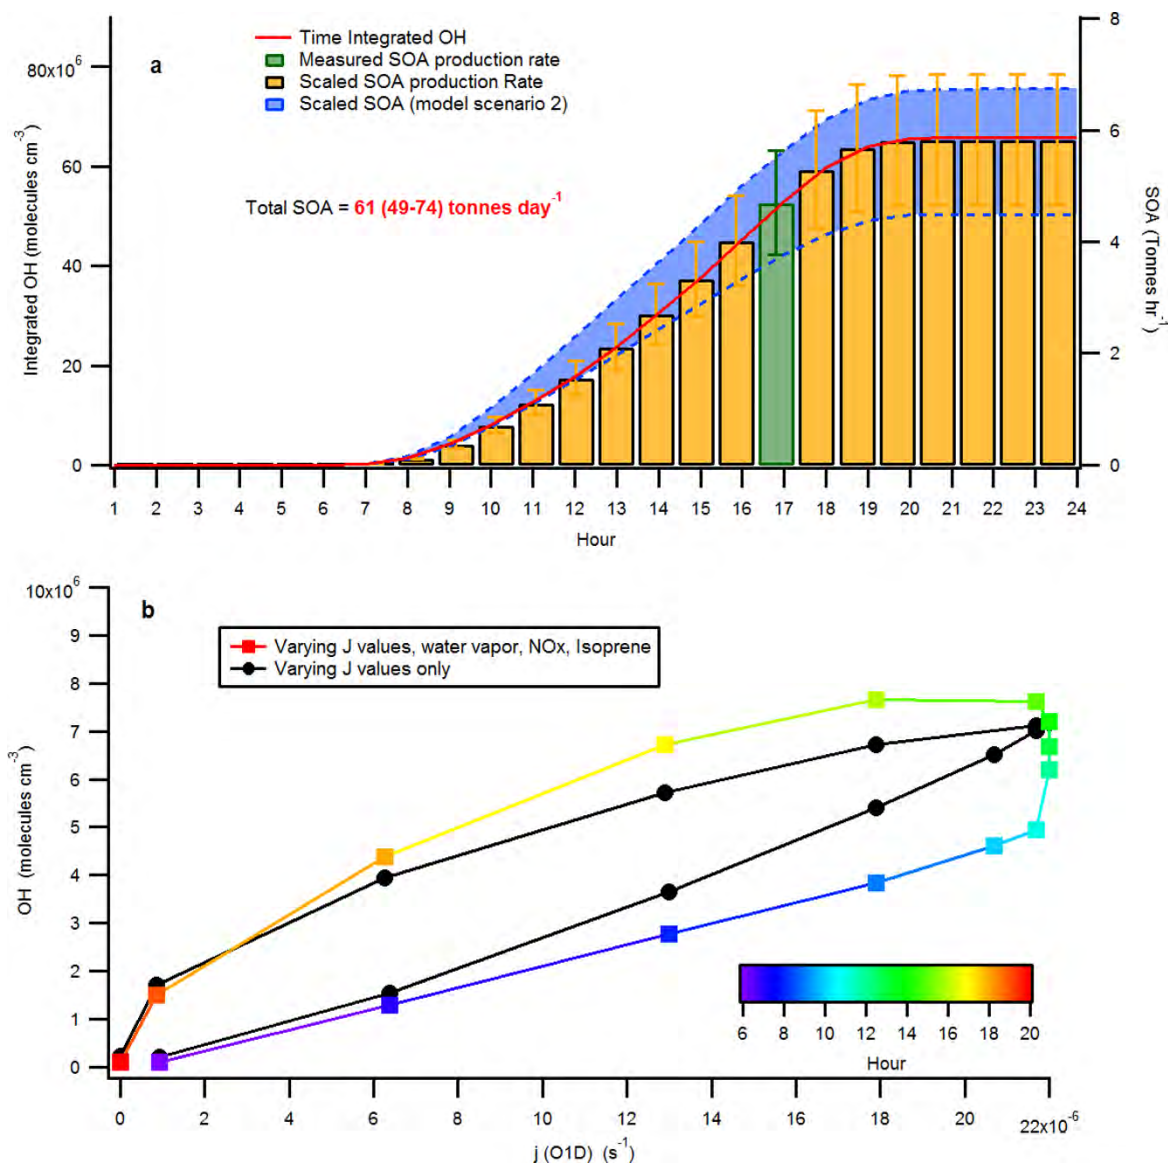 a
Time Integrated OH
Measured SOA production rate
Scaled SOA production Rate
Scaled SOA (model scenario 2)
Total SOA = 61 (49-74) tonnes day⁻¹
Integrated OH (molecules cm⁻³)
80x10⁶
60
40
20
0
8
6
4
2
0
SOA (Tonnes hr⁻¹)
1 2 3 4 5 6 7 8 9 10 11 12 13 14 15 16 17 18 19 20 21 22 23 24
Hour
b
Varying J values, water vapor, NOx, Isoprene
Varying J values only
OH (molecules cm⁻³)
10x10⁶
9
8
7
6
5
4
3
2
1
0
6 8 10 12 14 16 18 20
Hour
0 2 4 6 8 10 12 14 16 18 20 22x10⁻⁶
j (O1D) (s⁻¹)